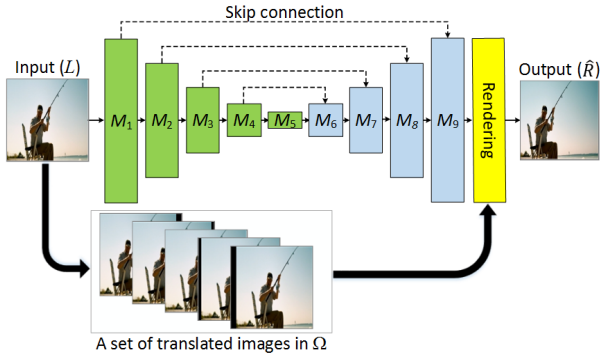 Skip connection
Input (L)
Output (R̂)
M₁
M₂
M₃
M₄
M₅
M₆
M₇
M₈
M₉
Rendering
A set of translated images in Ω